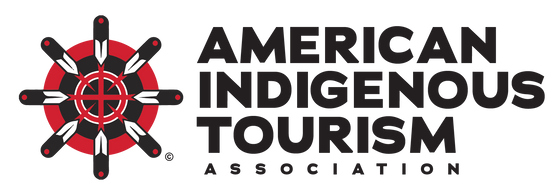 AMERICAN
INDIGENOUS
TOURISM
ASSOCIATION
©